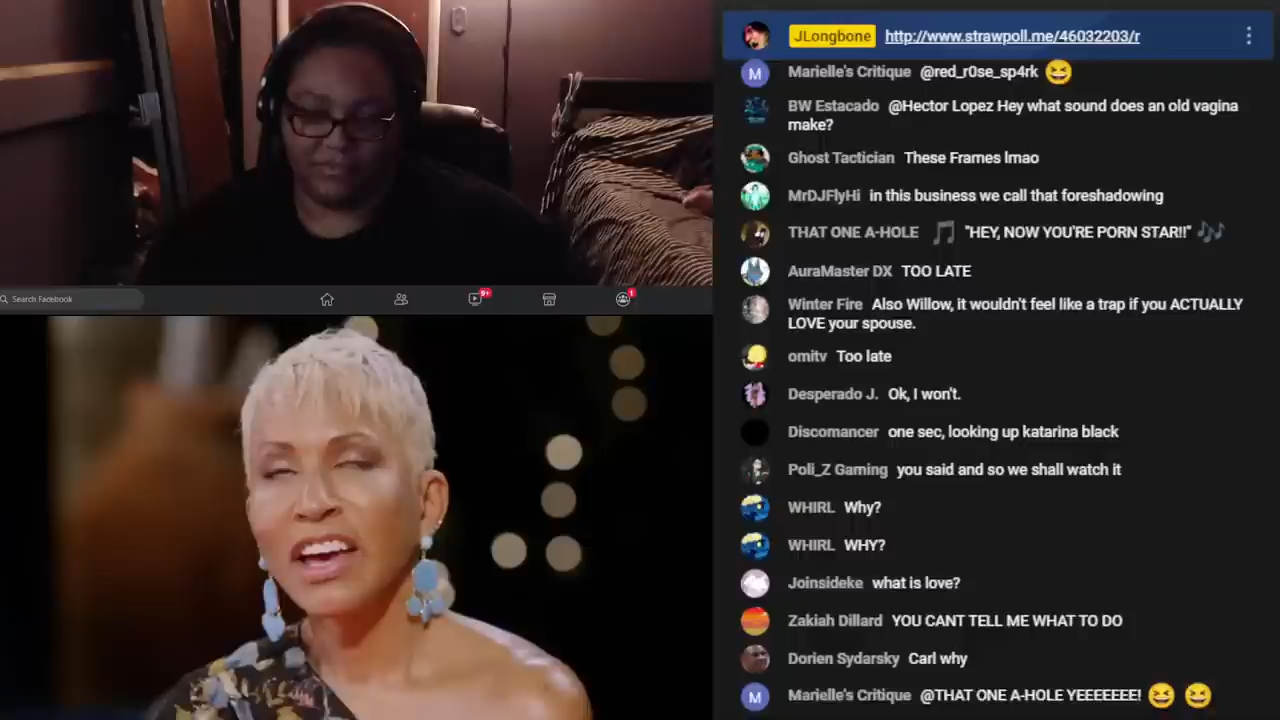 JLongbone http://www.strawpoll.me/46032203/r
Marielle's Critique @red_r0se_sp4rk 😆
BW Estacado @Hector Lopez Hey what sound does an old vagina
make?
Ghost Tactician These Frames lmao
MrDJFlyHi in this business we call that foreshadowing
THAT ONE A-HOLE 🎵 "HEY, NOW YOU'RE PORN STAR!!" 🎶
AuraMaster DX TOO LATE
Winter Fire Also Willow, it wouldn't feel like a trap if you ACTUALLY
LOVE your spouse.
omitv Too late
Desperado J. Ok, I won't.
Discomancer one sec, looking up katarina black
Poli_Z Gaming you said and so we shall watch it
WHIRL Why?
WHIRL WHY?
Joinsideke what is love?
Zakiah Dillard YOU CANT TELL ME WHAT TO DO
Dorien Sydarsky Carl why
Marielle's Critique @THAT ONE A-HOLE YEEEEEEE! 😆 😆
Search Facebook
9+
1
M
M